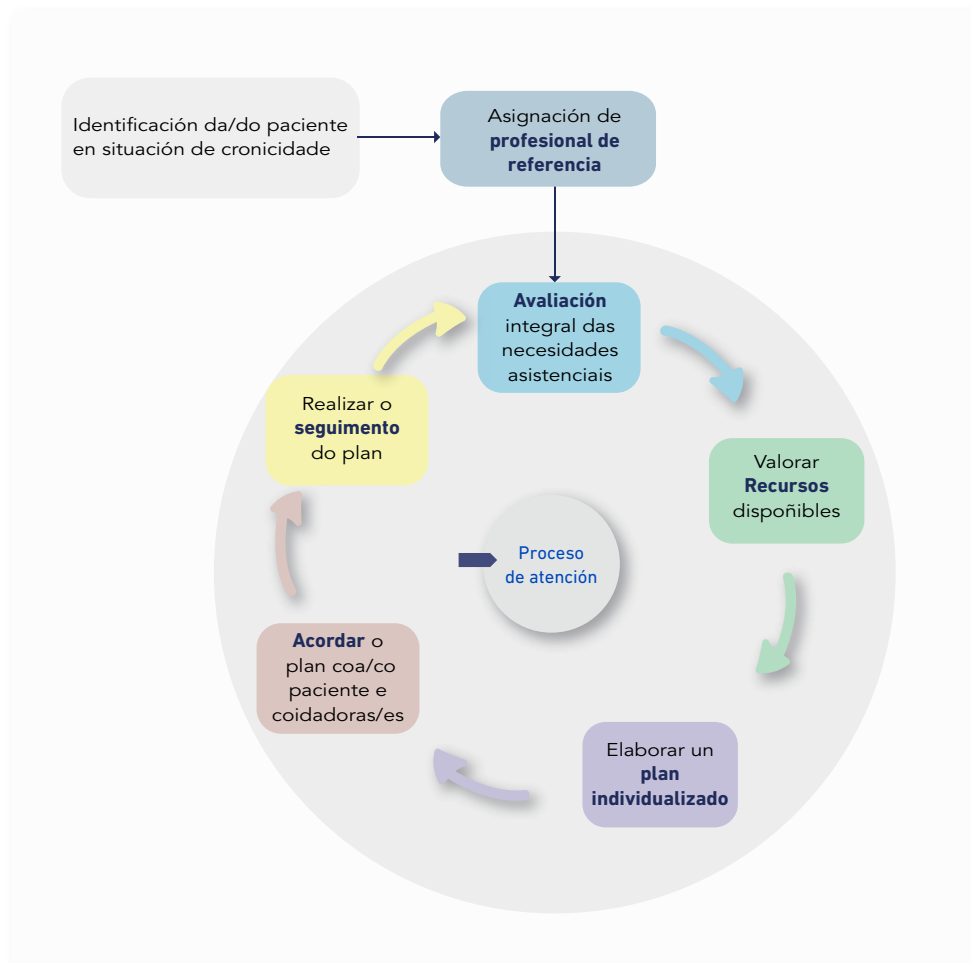 Identificación da/do paciente
en situación de cronicidade
Asignación de
profesional de
referencia
Avaliación
integral das
necesidades
asistenciais
Valorar
Recursos
dispoñibles
Elaborar un
plan
individualizado
Acordar o
plan coa/co
paciente e
coidadoras/es
Realizar o
seguimento
do plan
Proceso
de atención